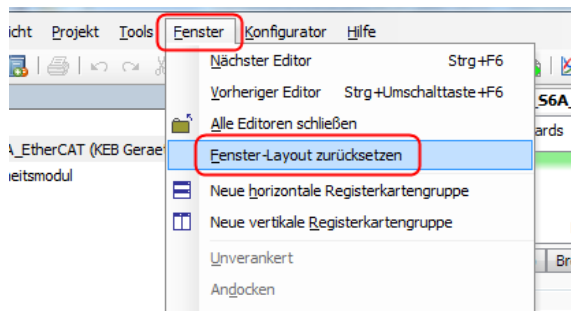 icht Projekt Tools Fenster Konfigurator Hilfe
Nächster Editor Strg+F6
Vorheriger Editor Strg+Umschalttaste+F6
_S6A_
Alle Editoren schließen
ards
A_EtherCAT (KEB Geraet
Fenster-Layout zurücksetzen
eitsmodul
Neue horizontale Registerkartengruppe
Neue vertikale Registerkartengruppe
Unverankert
Br
Andocken